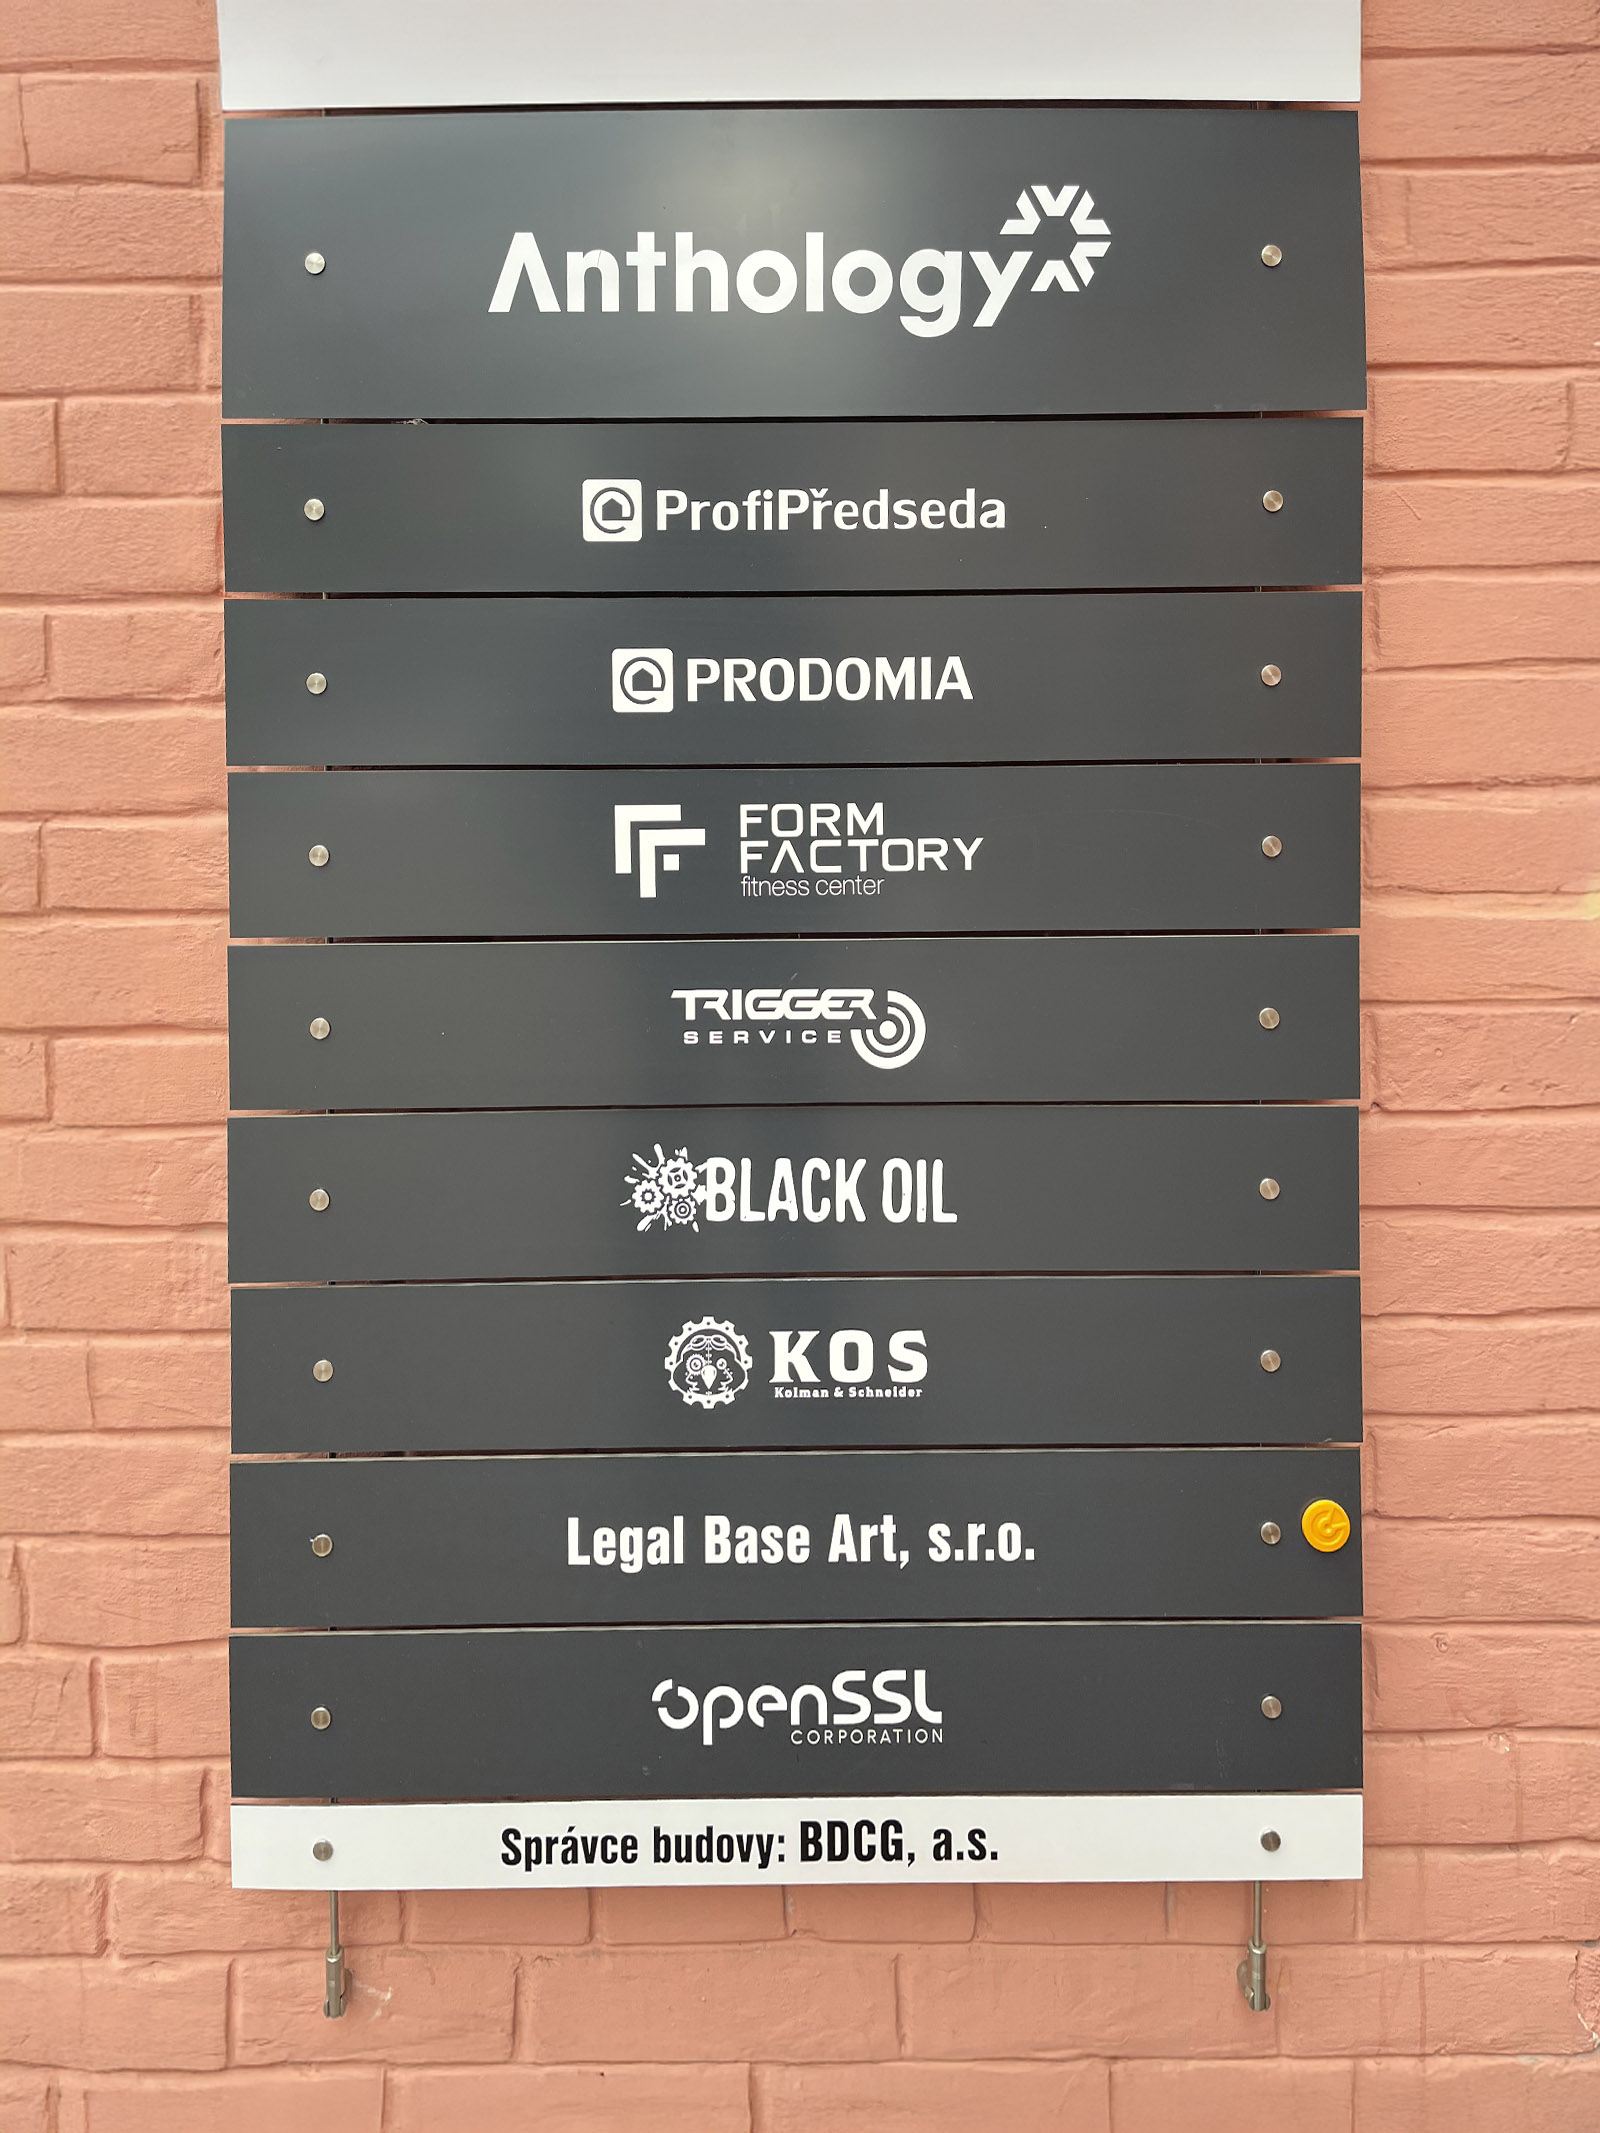 Anthology
ProfiPředseda
PRODOMIA
FORM
FACTORY
fitness center
TRIGGER
SERVICE
BLACK OIL
KOS
Kolman & Schneider
Legal Base Art, s.r.o.
openSSL
CORPORATION
Správce budovy: BDCG, a.s.